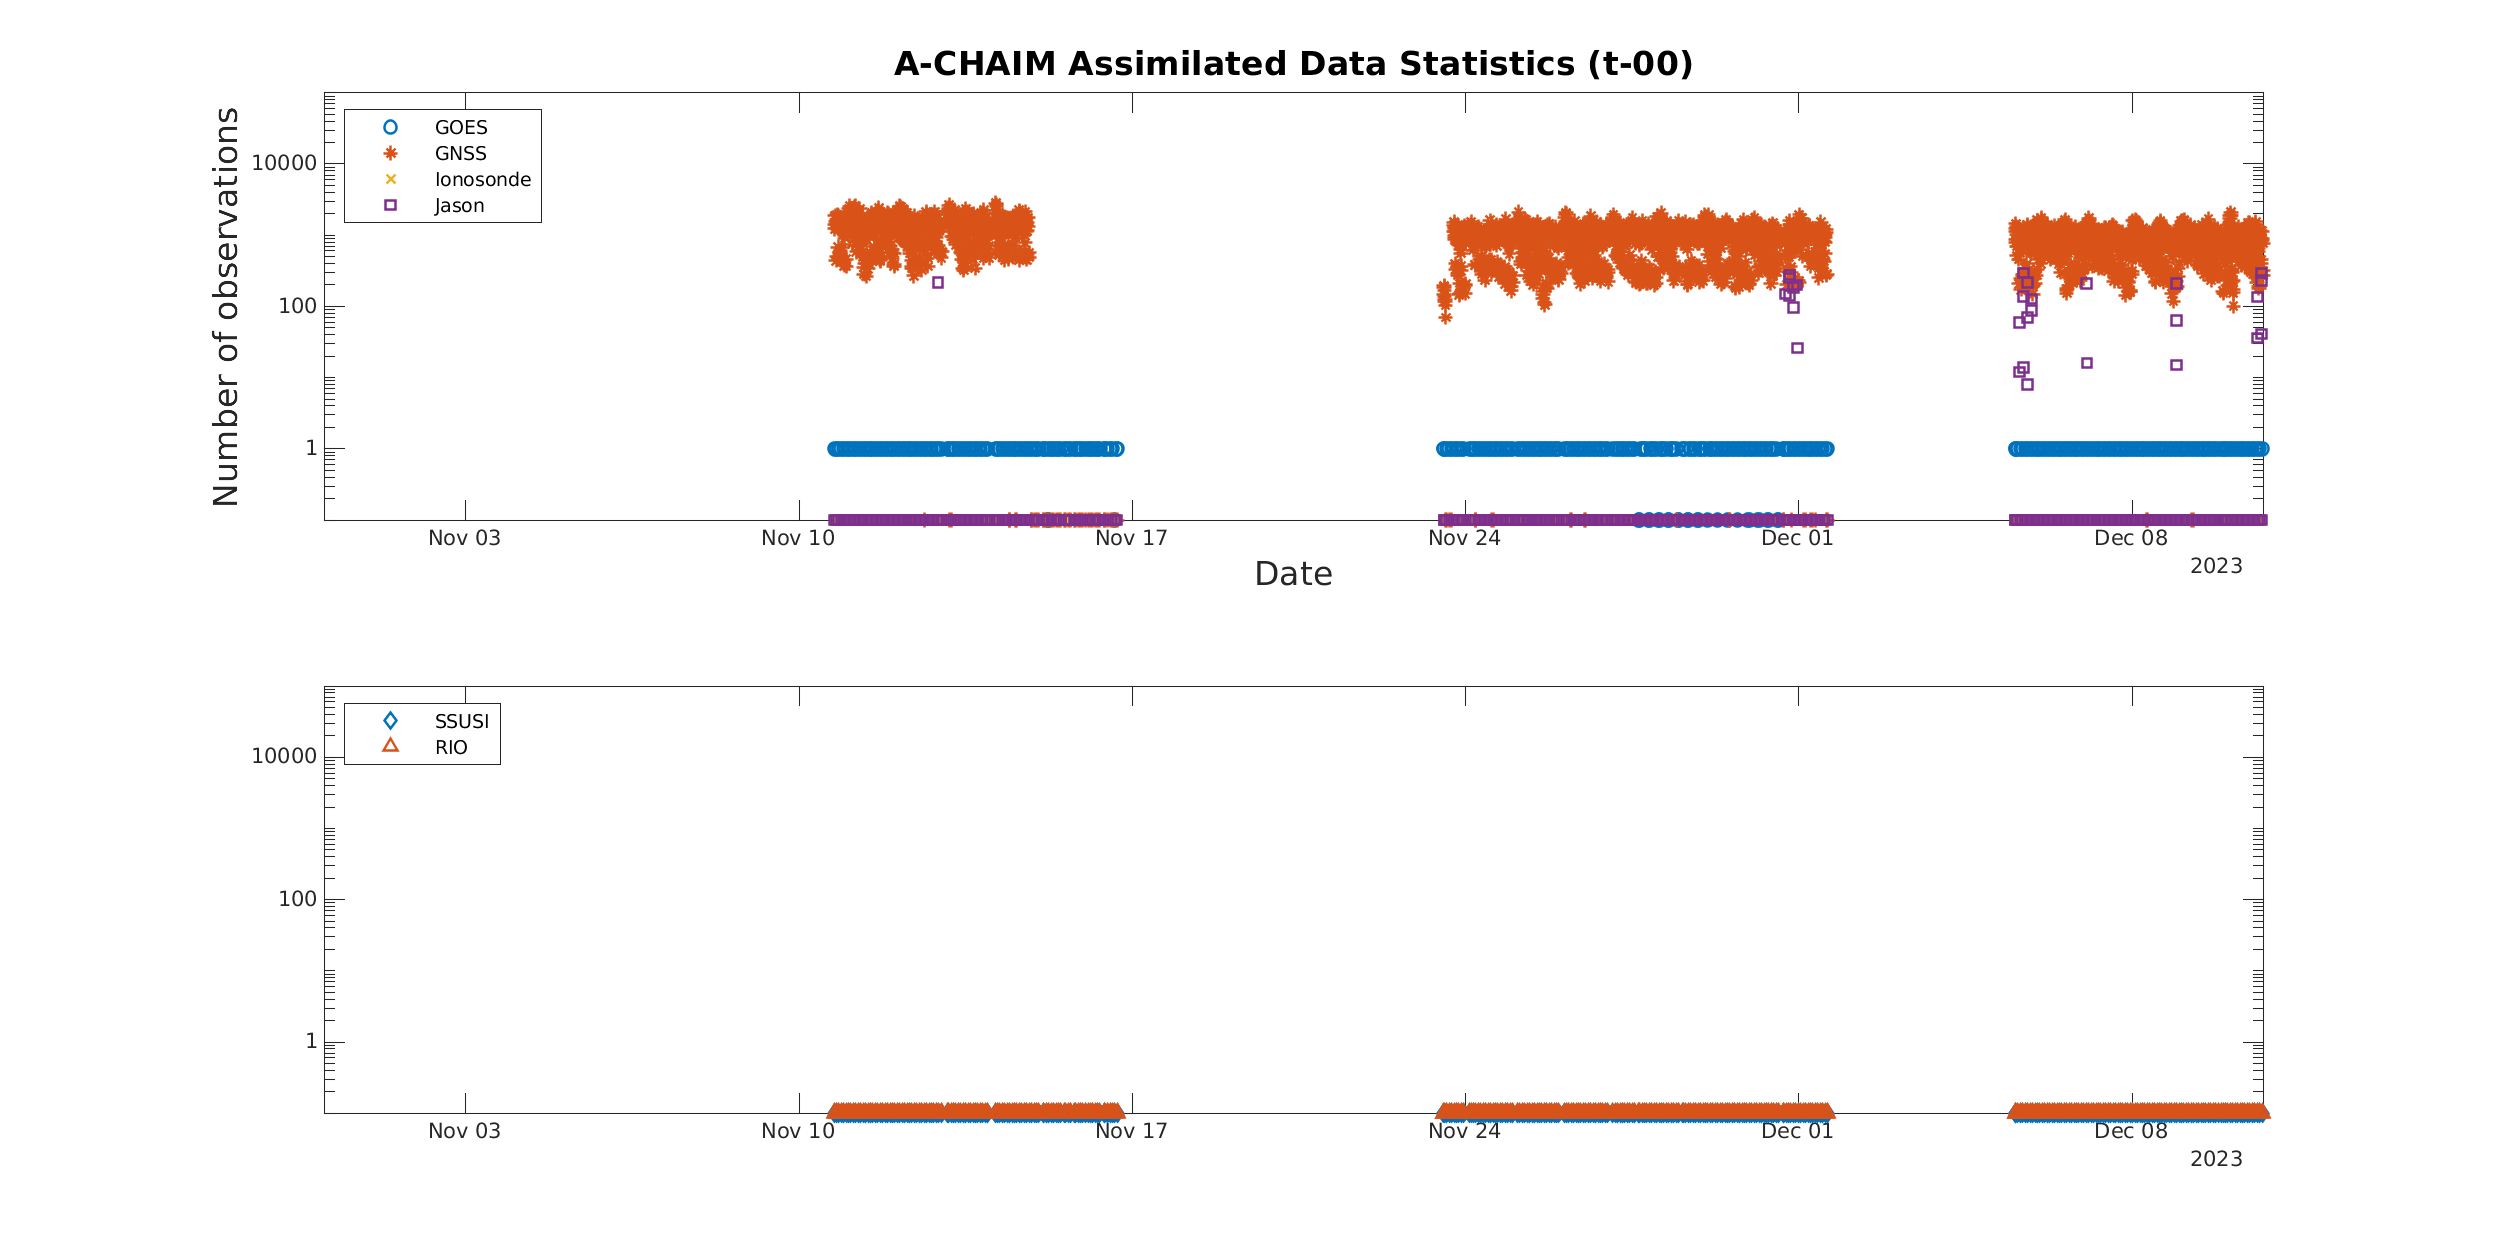 A-CHAIM Assimilated Data Statistics (t-00)
Number of observations
GOES
GNSS
Ionosonde
Jason
10000
100
1
Nov 03
Nov 10
Nov 17
Nov 24
Dec 01
Dec 08
2023
Date
SSUSI
RIO
10000
100
1
Nov 03
Nov 10
Nov 17
Nov 24
Dec 01
Dec 08
2023